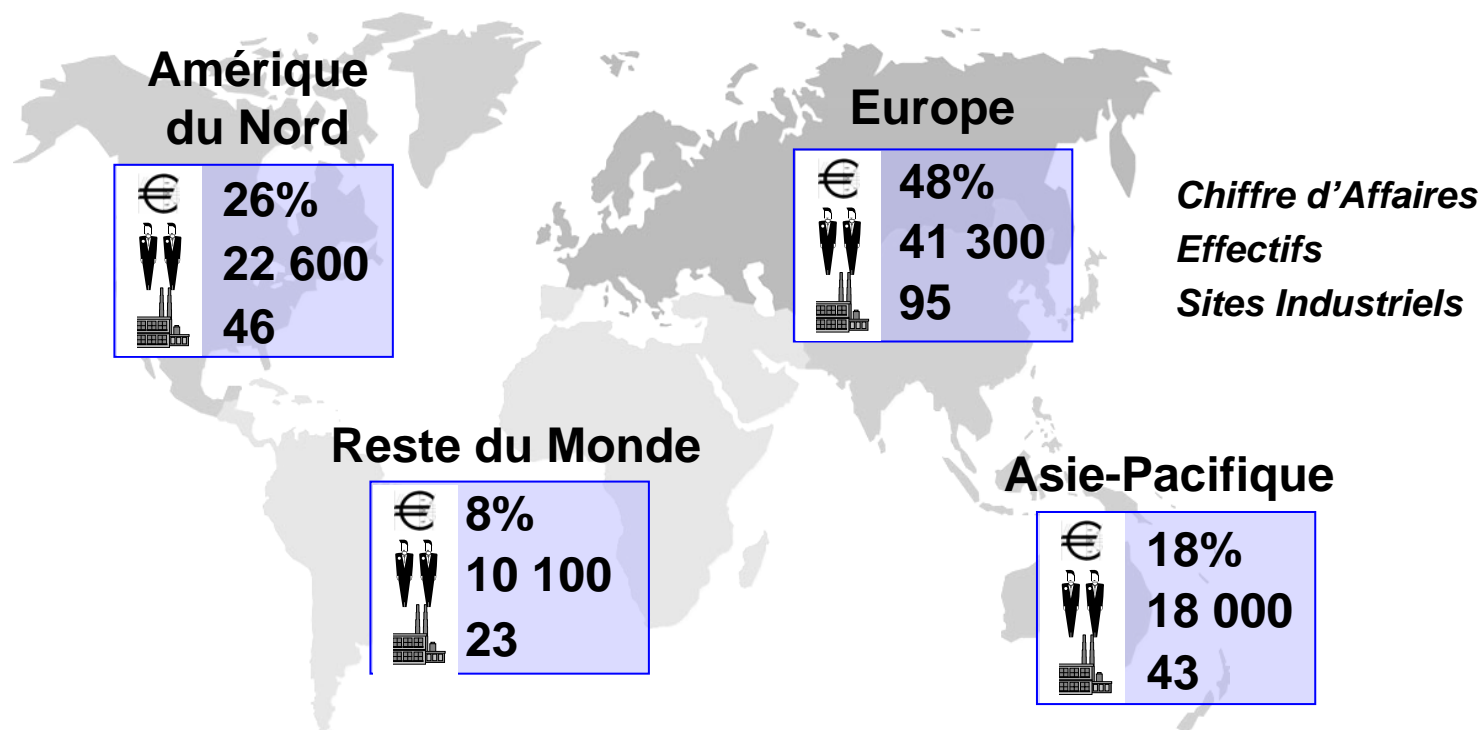 Amérique
du Nord
26%
22 600
46
Europe
48%
41 300
95
Chiffre d’Affaires
Effectifs
Sites Industriels
Reste du Monde
8%
10 100
23
Asie-Pacifique
18%
18 000
43